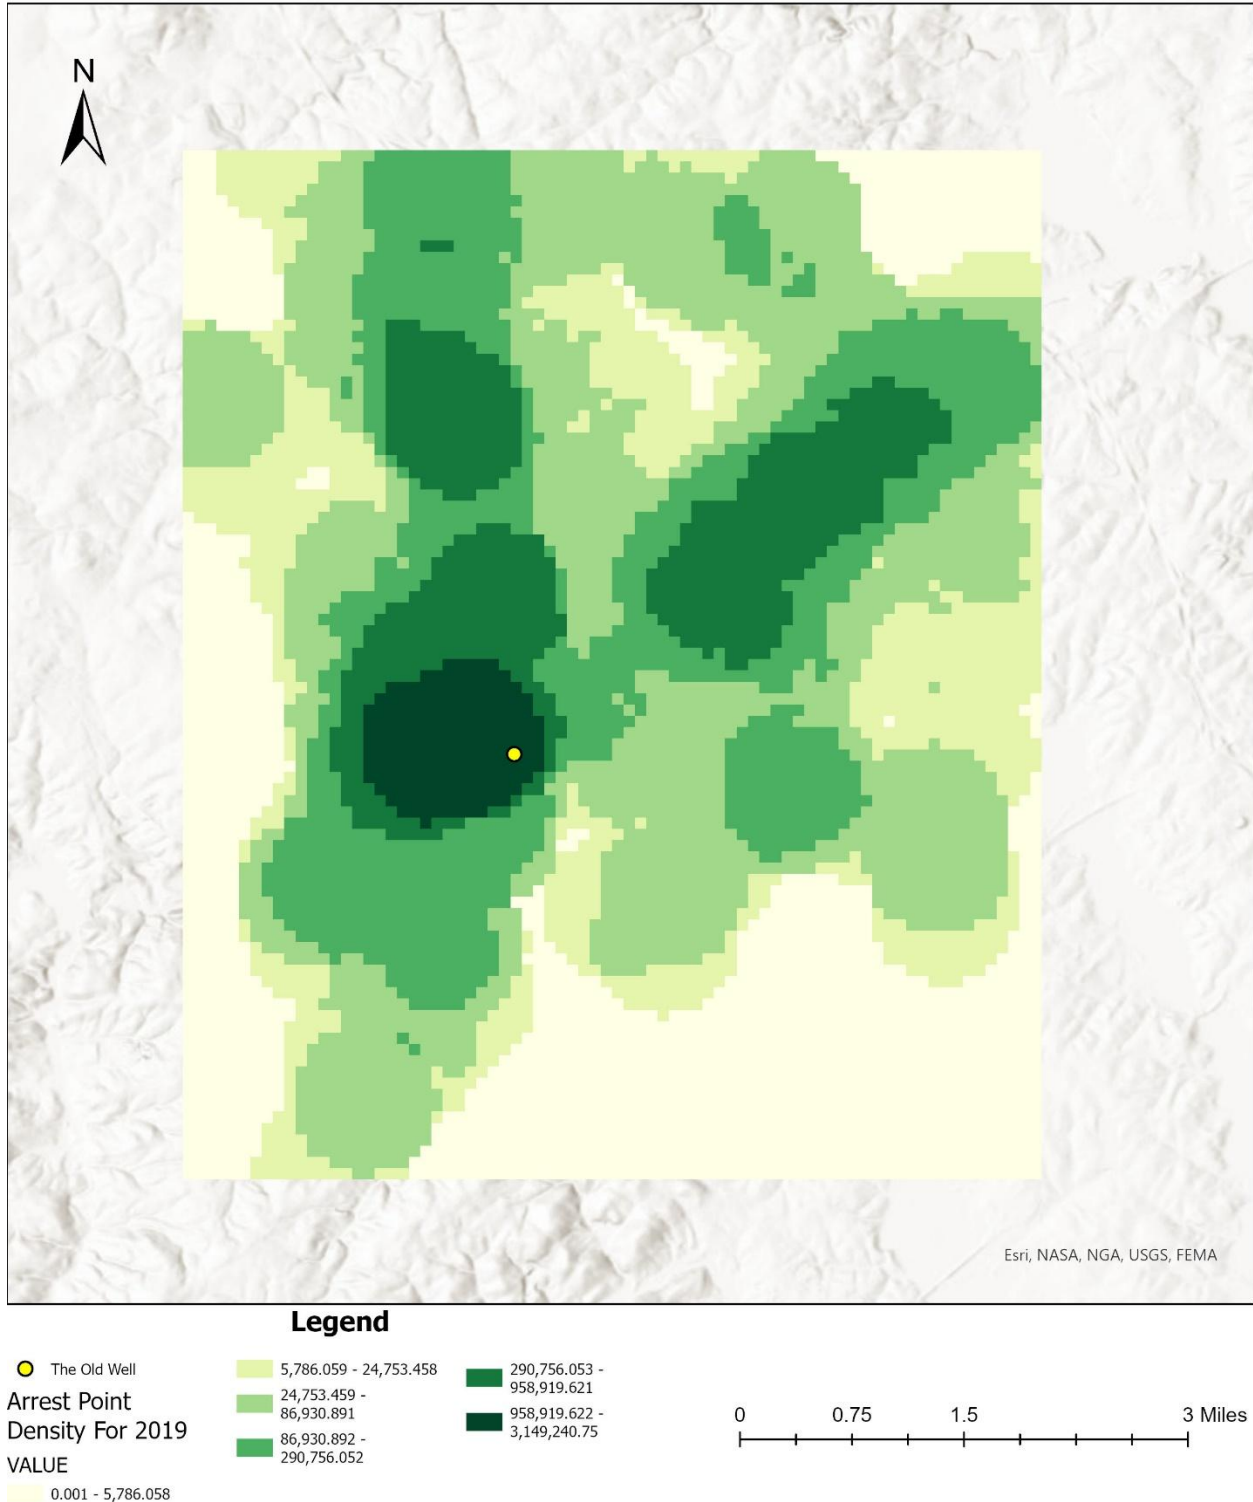 N
Esri, NASA, NGA, USGS, FEMA
Legend
The Old Well
Arrest Point
Density For 2019
VALUE
0.001 - 5,786.058
5,786.059 - 24,753.458
24,753.459 -
86,930.891
86,930.892 -
290,756.052
290,756.053 -
958,919.621
958,919.622 -
3,149,240.75
0 0.75 1.5 3 Miles